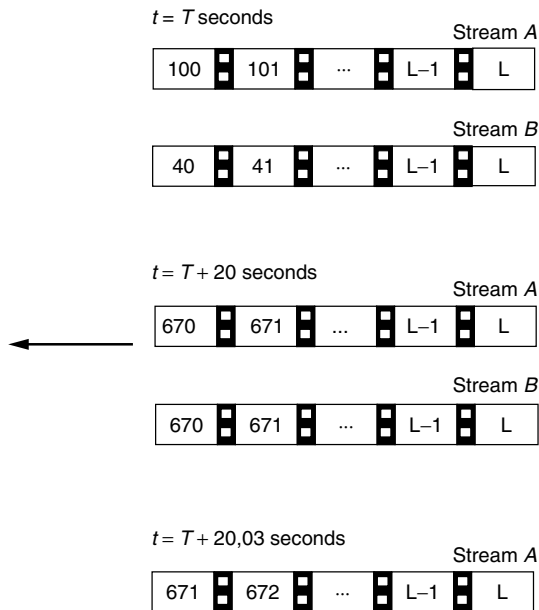 t = T seconds
Stream A
100 101 ... L–1 L
Stream B
40 41 ... L–1 L
t = T + 20 seconds
Stream A
670 671 ... L–1 L
Stream B
670 671 ... L–1 L
t = T + 20,03 seconds
Stream A
671 672 ... L–1 L